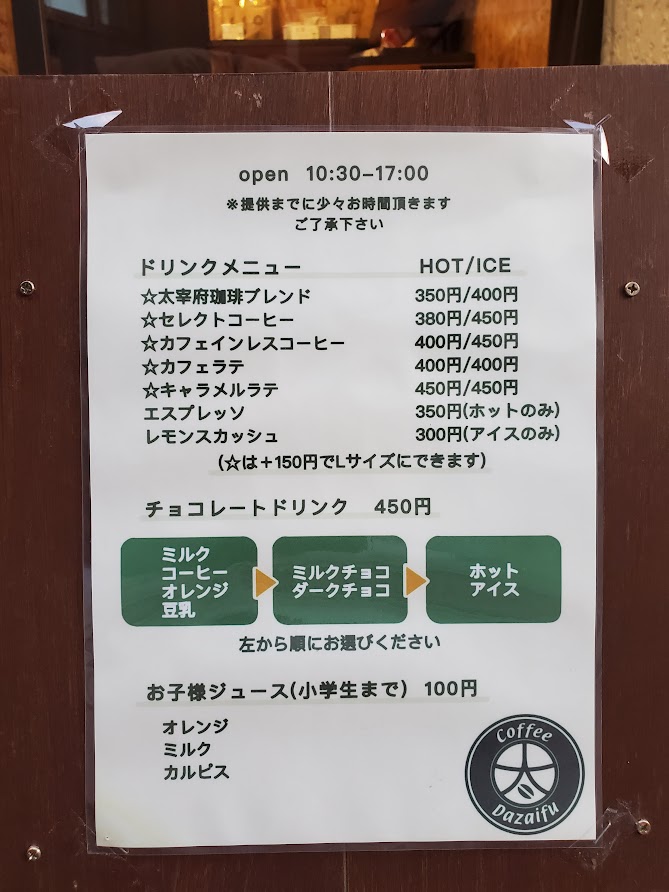 open 10:30–17:00
※提供までに少々お時間頂きます
ご了承下さい
ドリンクメニュー HOT/ICE
☆太宰府珈琲ブレンド 350円/400円
☆セレクトコーヒー 380円/450円
☆カフェインレスコーヒー 400円/450円
☆カフェラテ 400円/400円
☆キャラメルラテ 450円/450円
エスプレッソ 350円(ホットのみ)
レモンスカッシュ 300円(アイスのみ)
(☆は＋150円でLサイズにできます)
チョコレートドリンク 450円
ミルク
コーヒー
オレンジ
豆乳
ミルクチョコ
ダークチョコ
ホット
アイス
左から順にお選びください
お子様ジュース(小学生まで) 100円
オレンジ
ミルク
カルピス
Coffee
Dazaifu